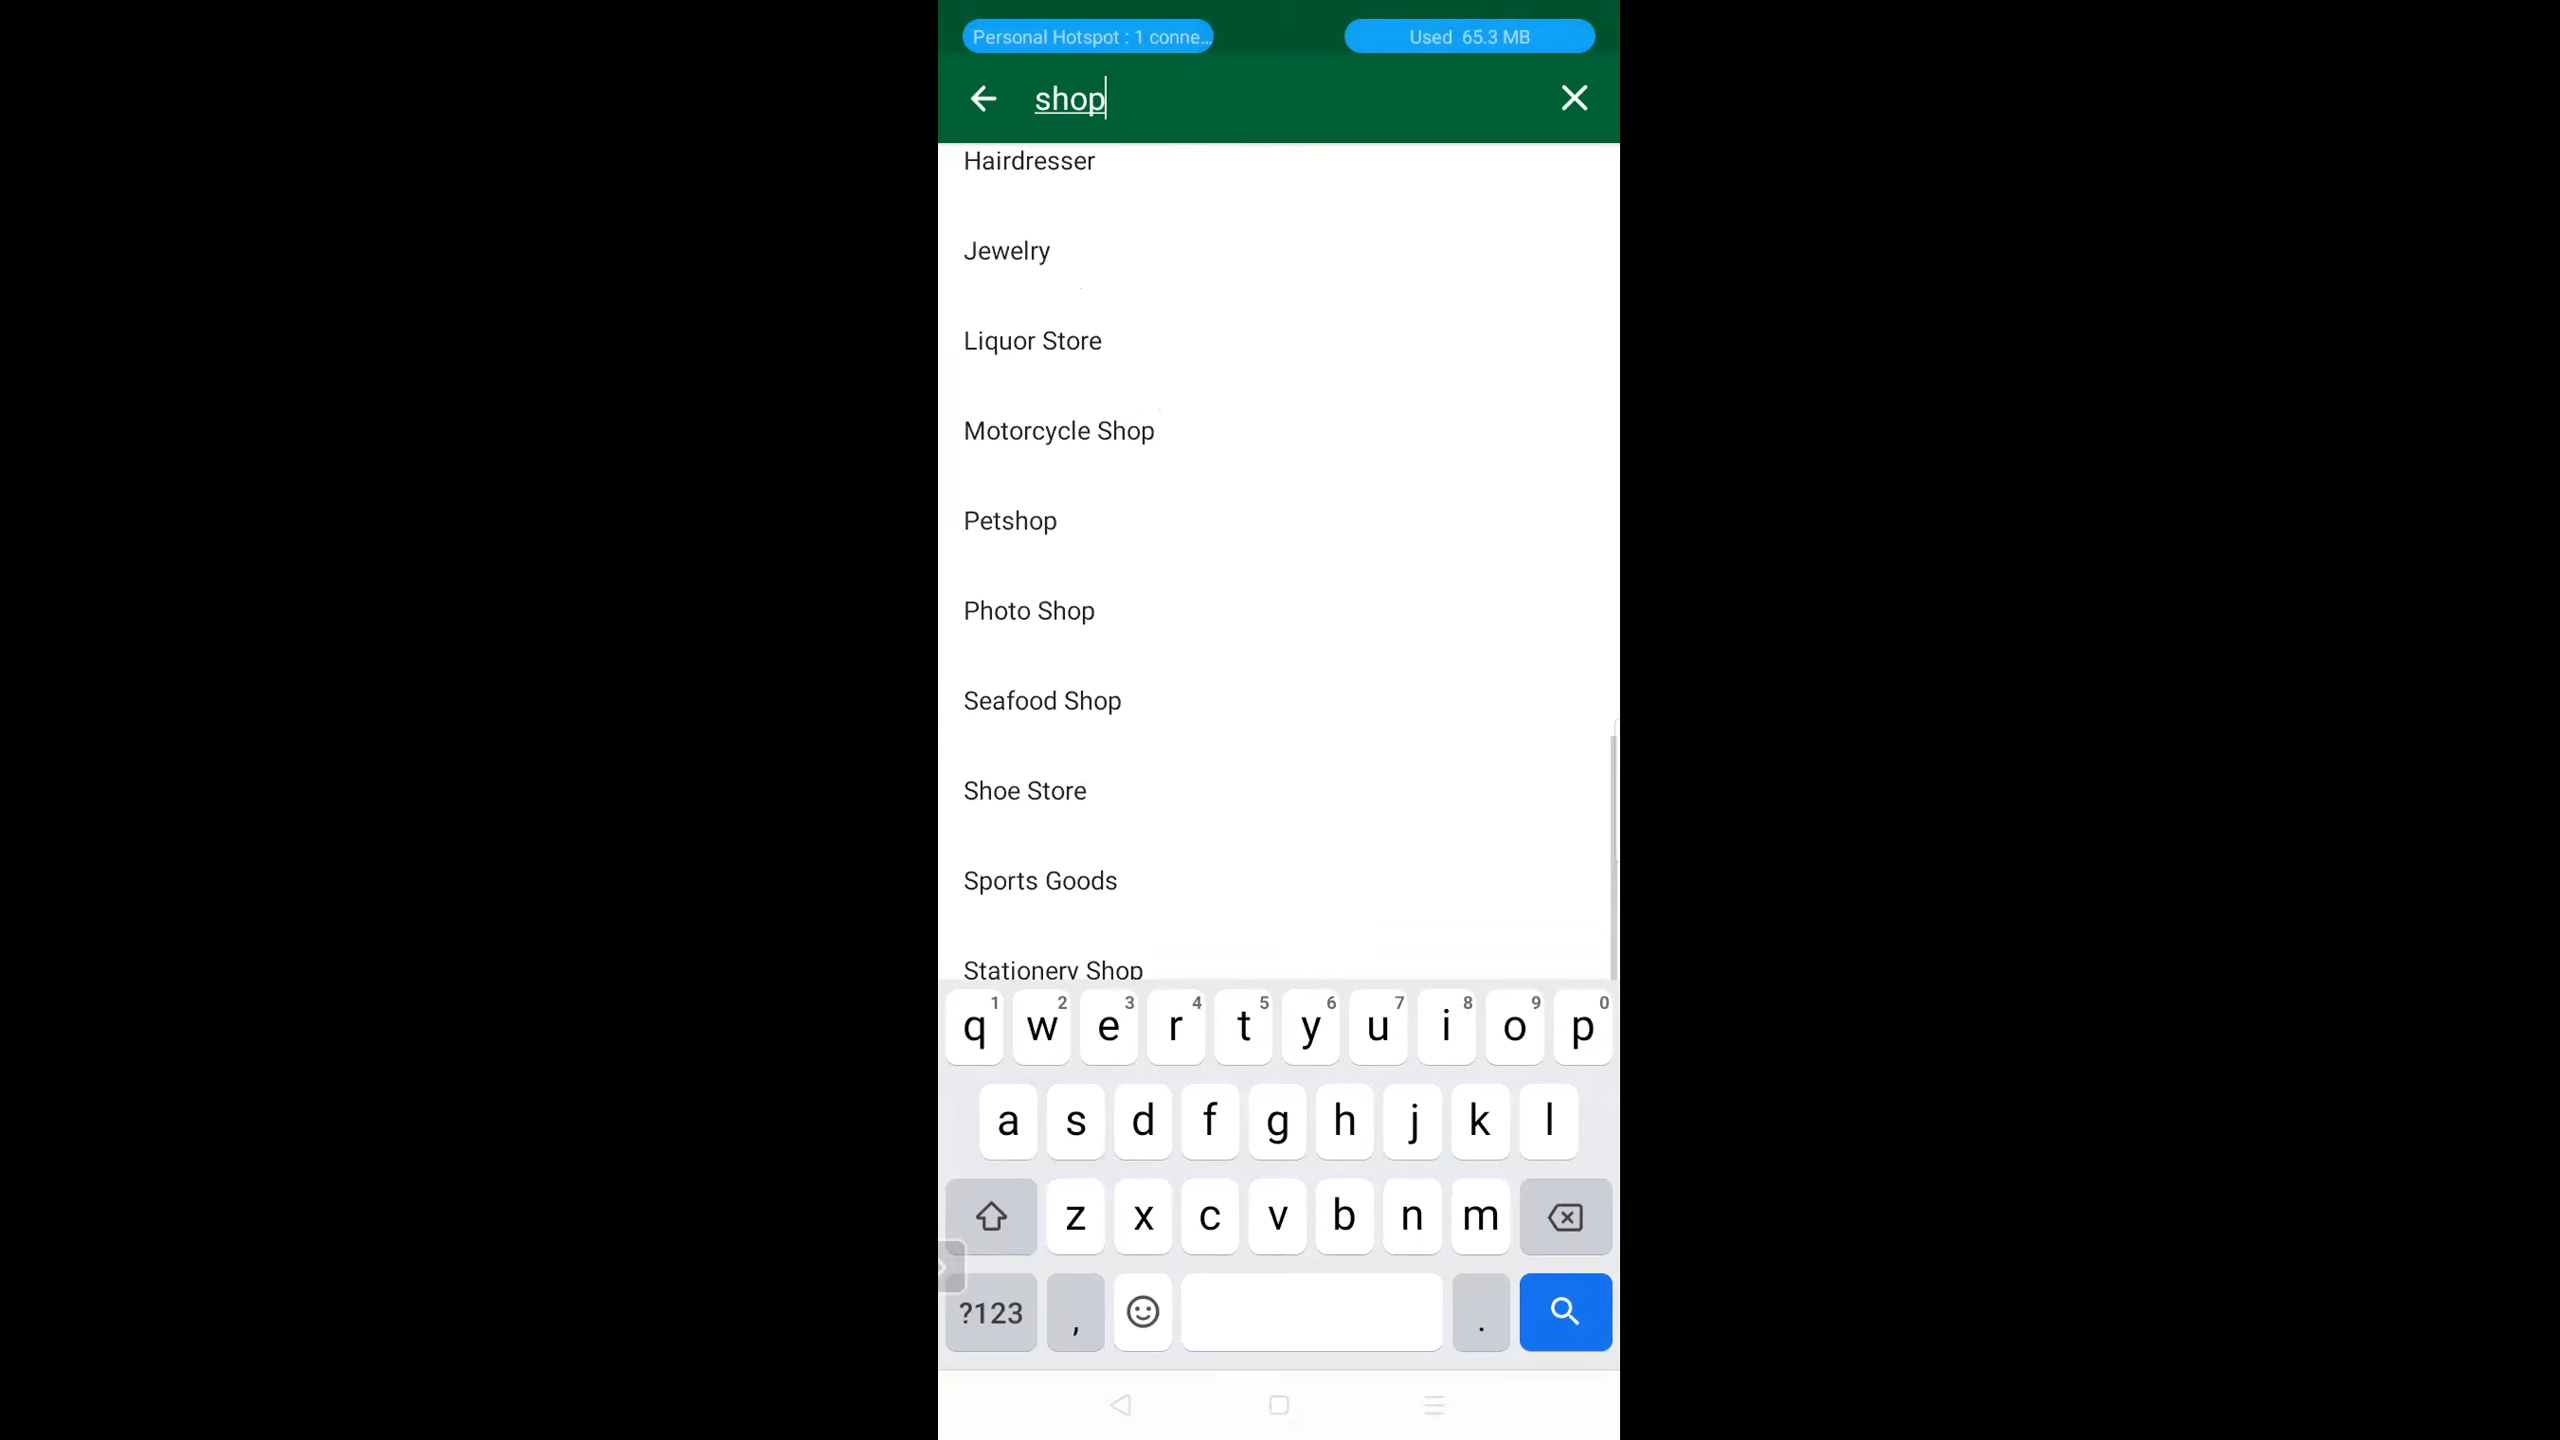 Personal Hotspot : 1 conne...
Used 65.3 MB
shop
Hairdresser
Jewelry
Liquor Store
Motorcycle Shop
Petshop
Photo Shop
Seafood Shop
Shoe Store
Sports Goods
Stationery Shop
1 2 3 4 5 6 7 8 9 0
q w e r t y u i o p
a s d f g h j k l
z x c v b n m
?123 , .